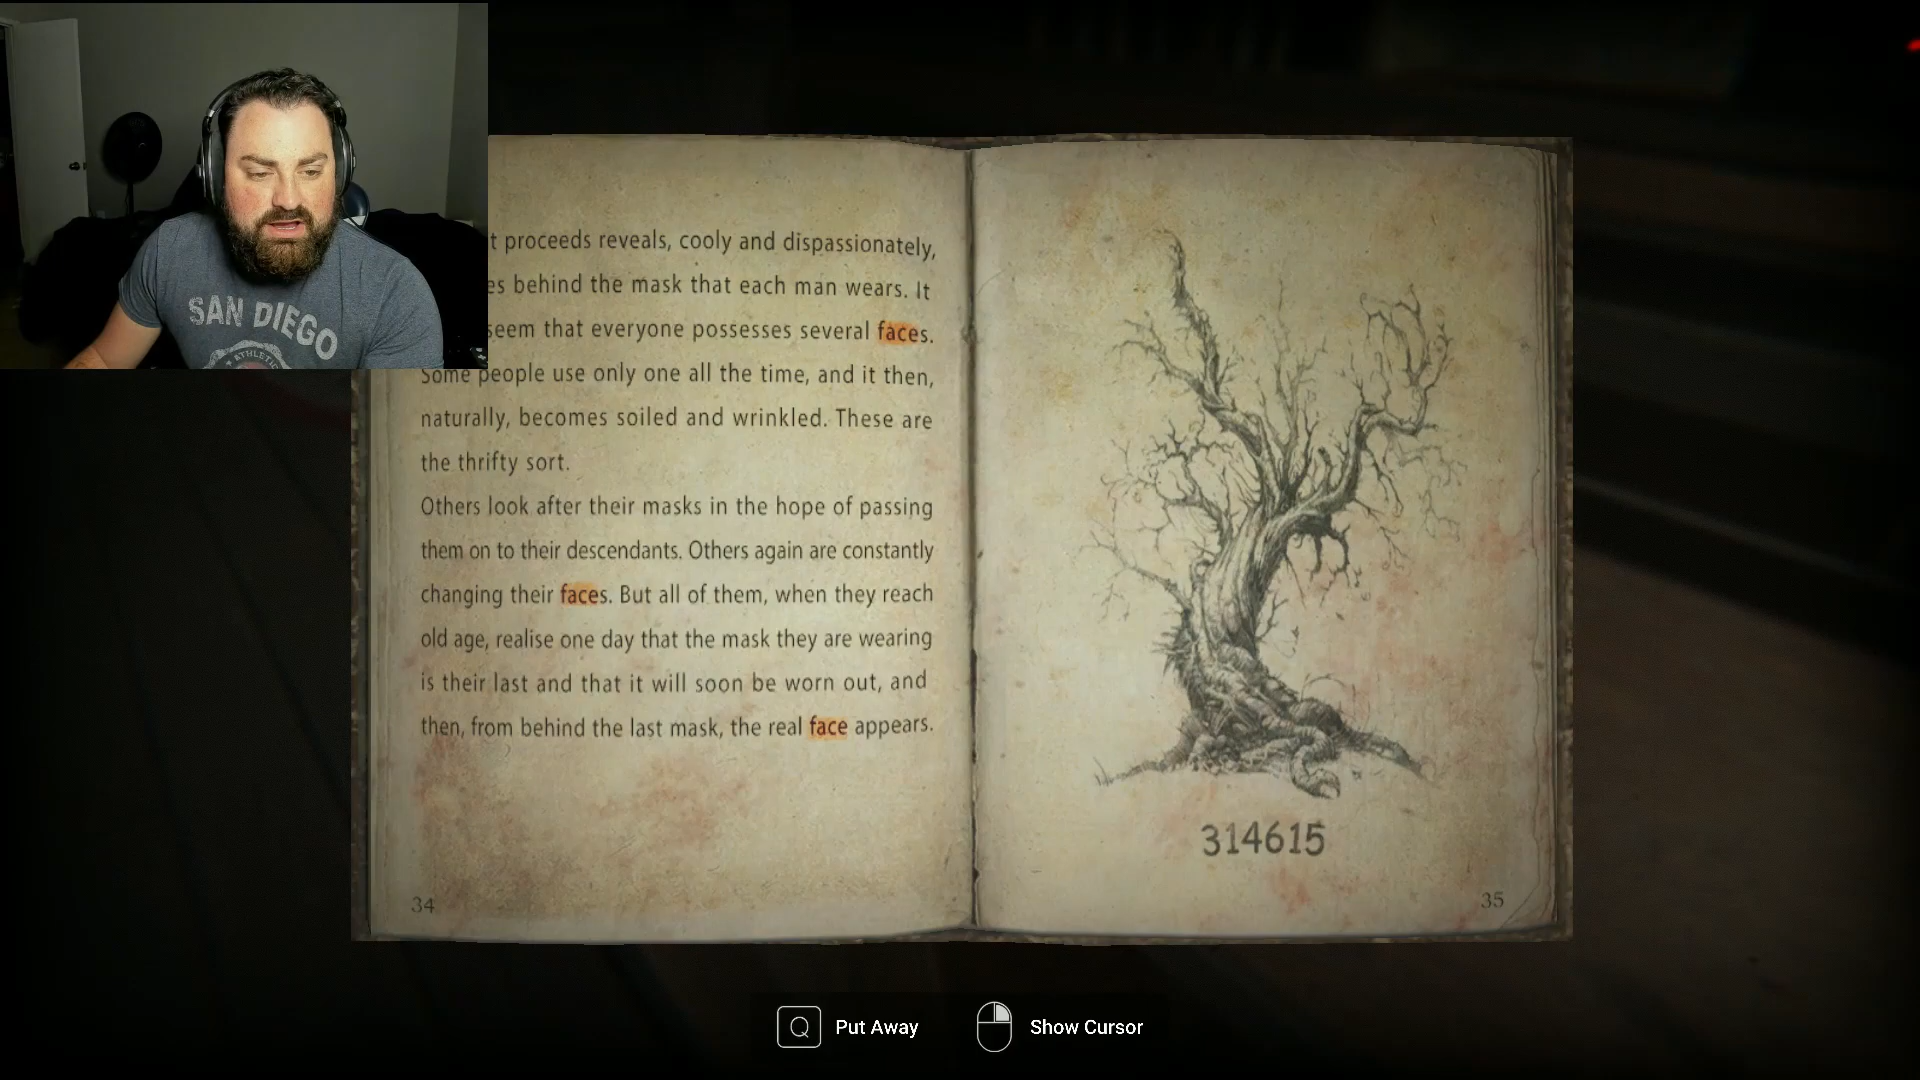 SAN DIEGO
ATHLETIC
t proceeds reveals, cooly and dispassionately,
es behind the mask that each man wears. It
seem that everyone possesses several faces.
Some people use only one all the time, and it then,
naturally, becomes soiled and wrinkled. These are
the thrifty sort.
Others look after their masks in the hope of passing
them on to their descendants. Others again are constantly
changing their faces. But all of them, when they reach
old age, realise one day that the mask they are wearing
is their last and that it will soon be worn out, and
then, from behind the last mask, the real face appears.
34
314615
35
Q Put Away
Show Cursor